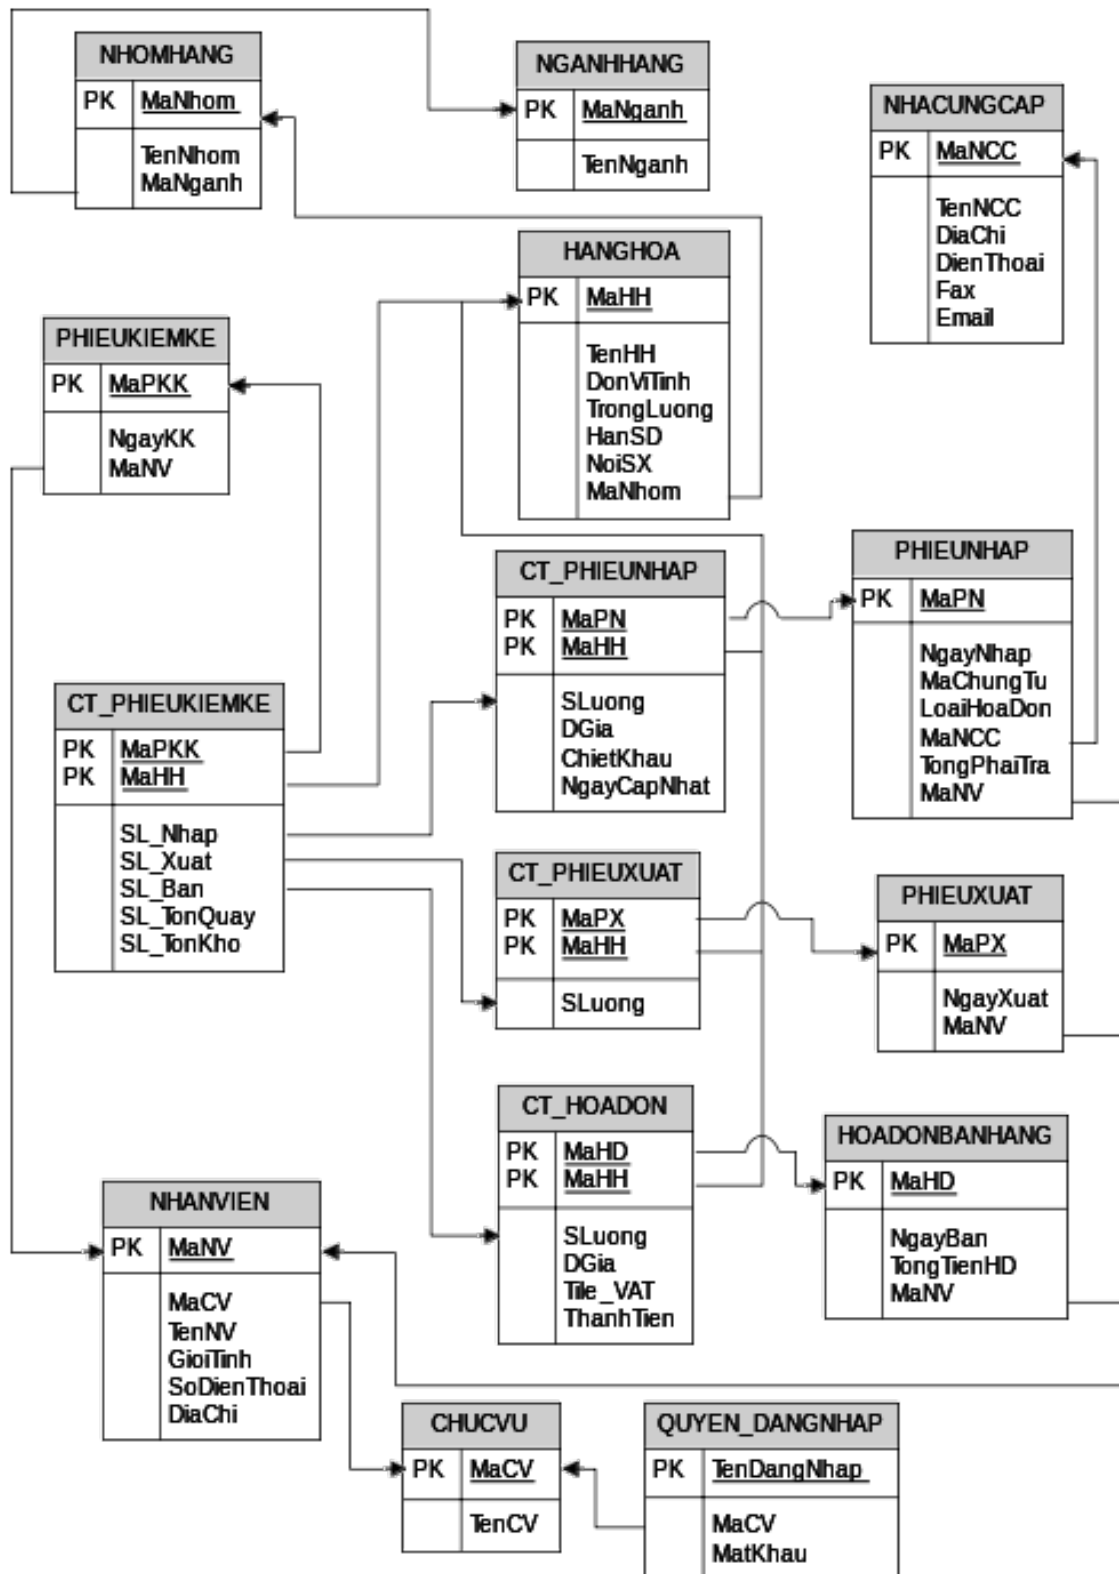 NHOMHANG
PK MaNhom
TenNhom
MaNganh
NGANHHANG
PK MaNganh
TenNganh
NHACUNGCAP
PK MaNCC
TenNCC
DiaChi
DienThoai
Fax
Email
HANGHOA
PK MaHH
TenHH
DonViTinh
TrongLuong
HanSD
NoiSX
MaNhom
PHIEUKIEMKE
PK MaPKK
NgayKK
MaNV
CT_PHIEUNHAP
PK MaPN
PK MaHH
SLuong
DGia
ChietKhau
NgayCapNhat
PHIEUNHAP
PK MaPN
NgayNhap
MaChungTu
LoaiHoaDon
MaNCC
TongPhaiTra
MaNV
CT_PHIEUKIEMKE
PK MaPKK
PK MaHH
SL_Nhap
SL_Xuat
SL_Ban
SL_TonQuay
SL_TonKho
CT_PHIEUXUAT
PK MaPX
PK MaHH
SLuong
PHIEUXUAT
PK MaPX
NgayXuat
MaNV
CT_HOADON
PK MaHD
PK MaHH
SLuong
DGia
Tile_VAT
ThanhTien
HOADONBANHANG
PK MaHD
NgayBan
TongTienHD
MaNV
NHANVIEN
PK MaNV
MaCV
TenNV
GioiTinh
SoDienThoai
DiaChi
CHUCVU
PK MaCV
TenCV
QUYEN_DANGNHAP
PK TenDangNhap
MaCV
MatKhau